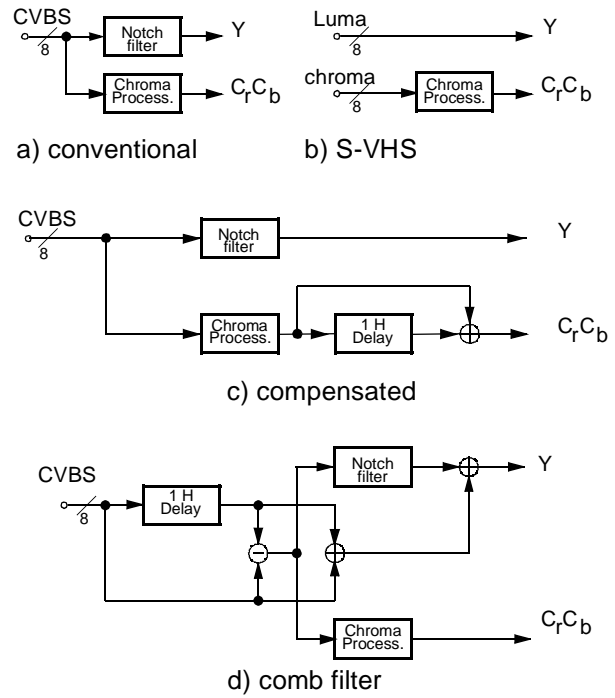 CVBS
8
Notch
filter
Y
Chroma
Process.
CrCb
a) conventional
Luma
8
Y
chroma
8
Chroma
Process.
CrCb
b) S-VHS
CVBS
8
Notch
filter
Y
Chroma
Process.
1 H
Delay
CrCb
c) compensated
CVBS
8
1 H
Delay
Notch
filter
Y
Chroma
Process.
CrCb
d) comb filter